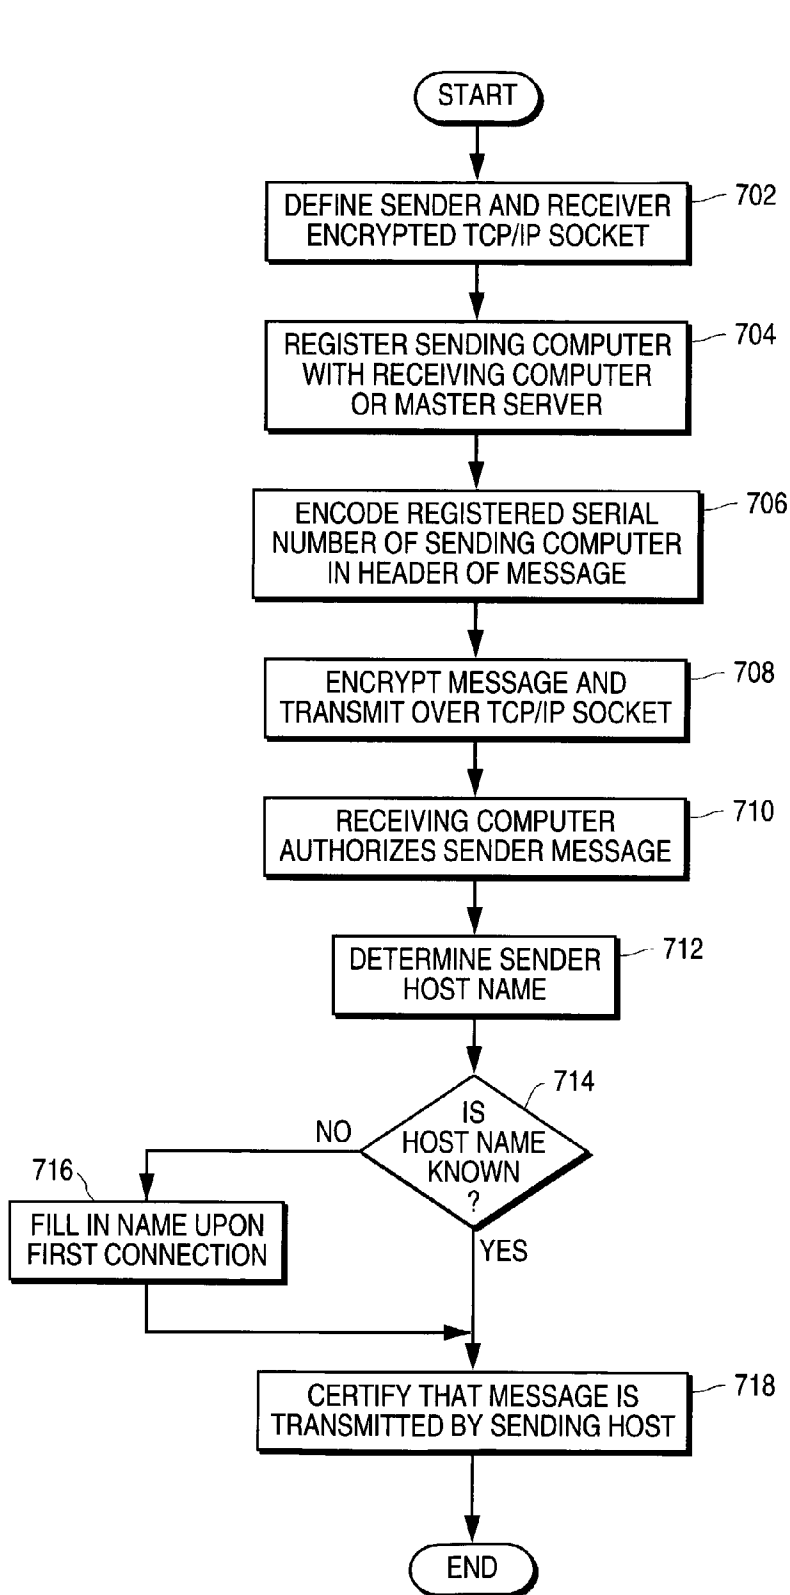 START
702
DEFINE SENDER AND RECEIVER
ENCRYPTED TCP/IP SOCKET
704
REGISTER SENDING COMPUTER
WITH RECEIVING COMPUTER
OR MASTER SERVER
706
ENCODE REGISTERED SERIAL
NUMBER OF SENDING COMPUTER
IN HEADER OF MESSAGE
708
ENCRYPT MESSAGE AND
TRANSMIT OVER TCP/IP SOCKET
710
RECEIVING COMPUTER
AUTHORIZES SENDER MESSAGE
712
DETERMINE SENDER
HOST NAME
714
IS
HOST NAME
KNOWN
?
NO
716
FILL IN NAME UPON
FIRST CONNECTION
YES
718
CERTIFY THAT MESSAGE IS
TRANSMITTED BY SENDING HOST
END